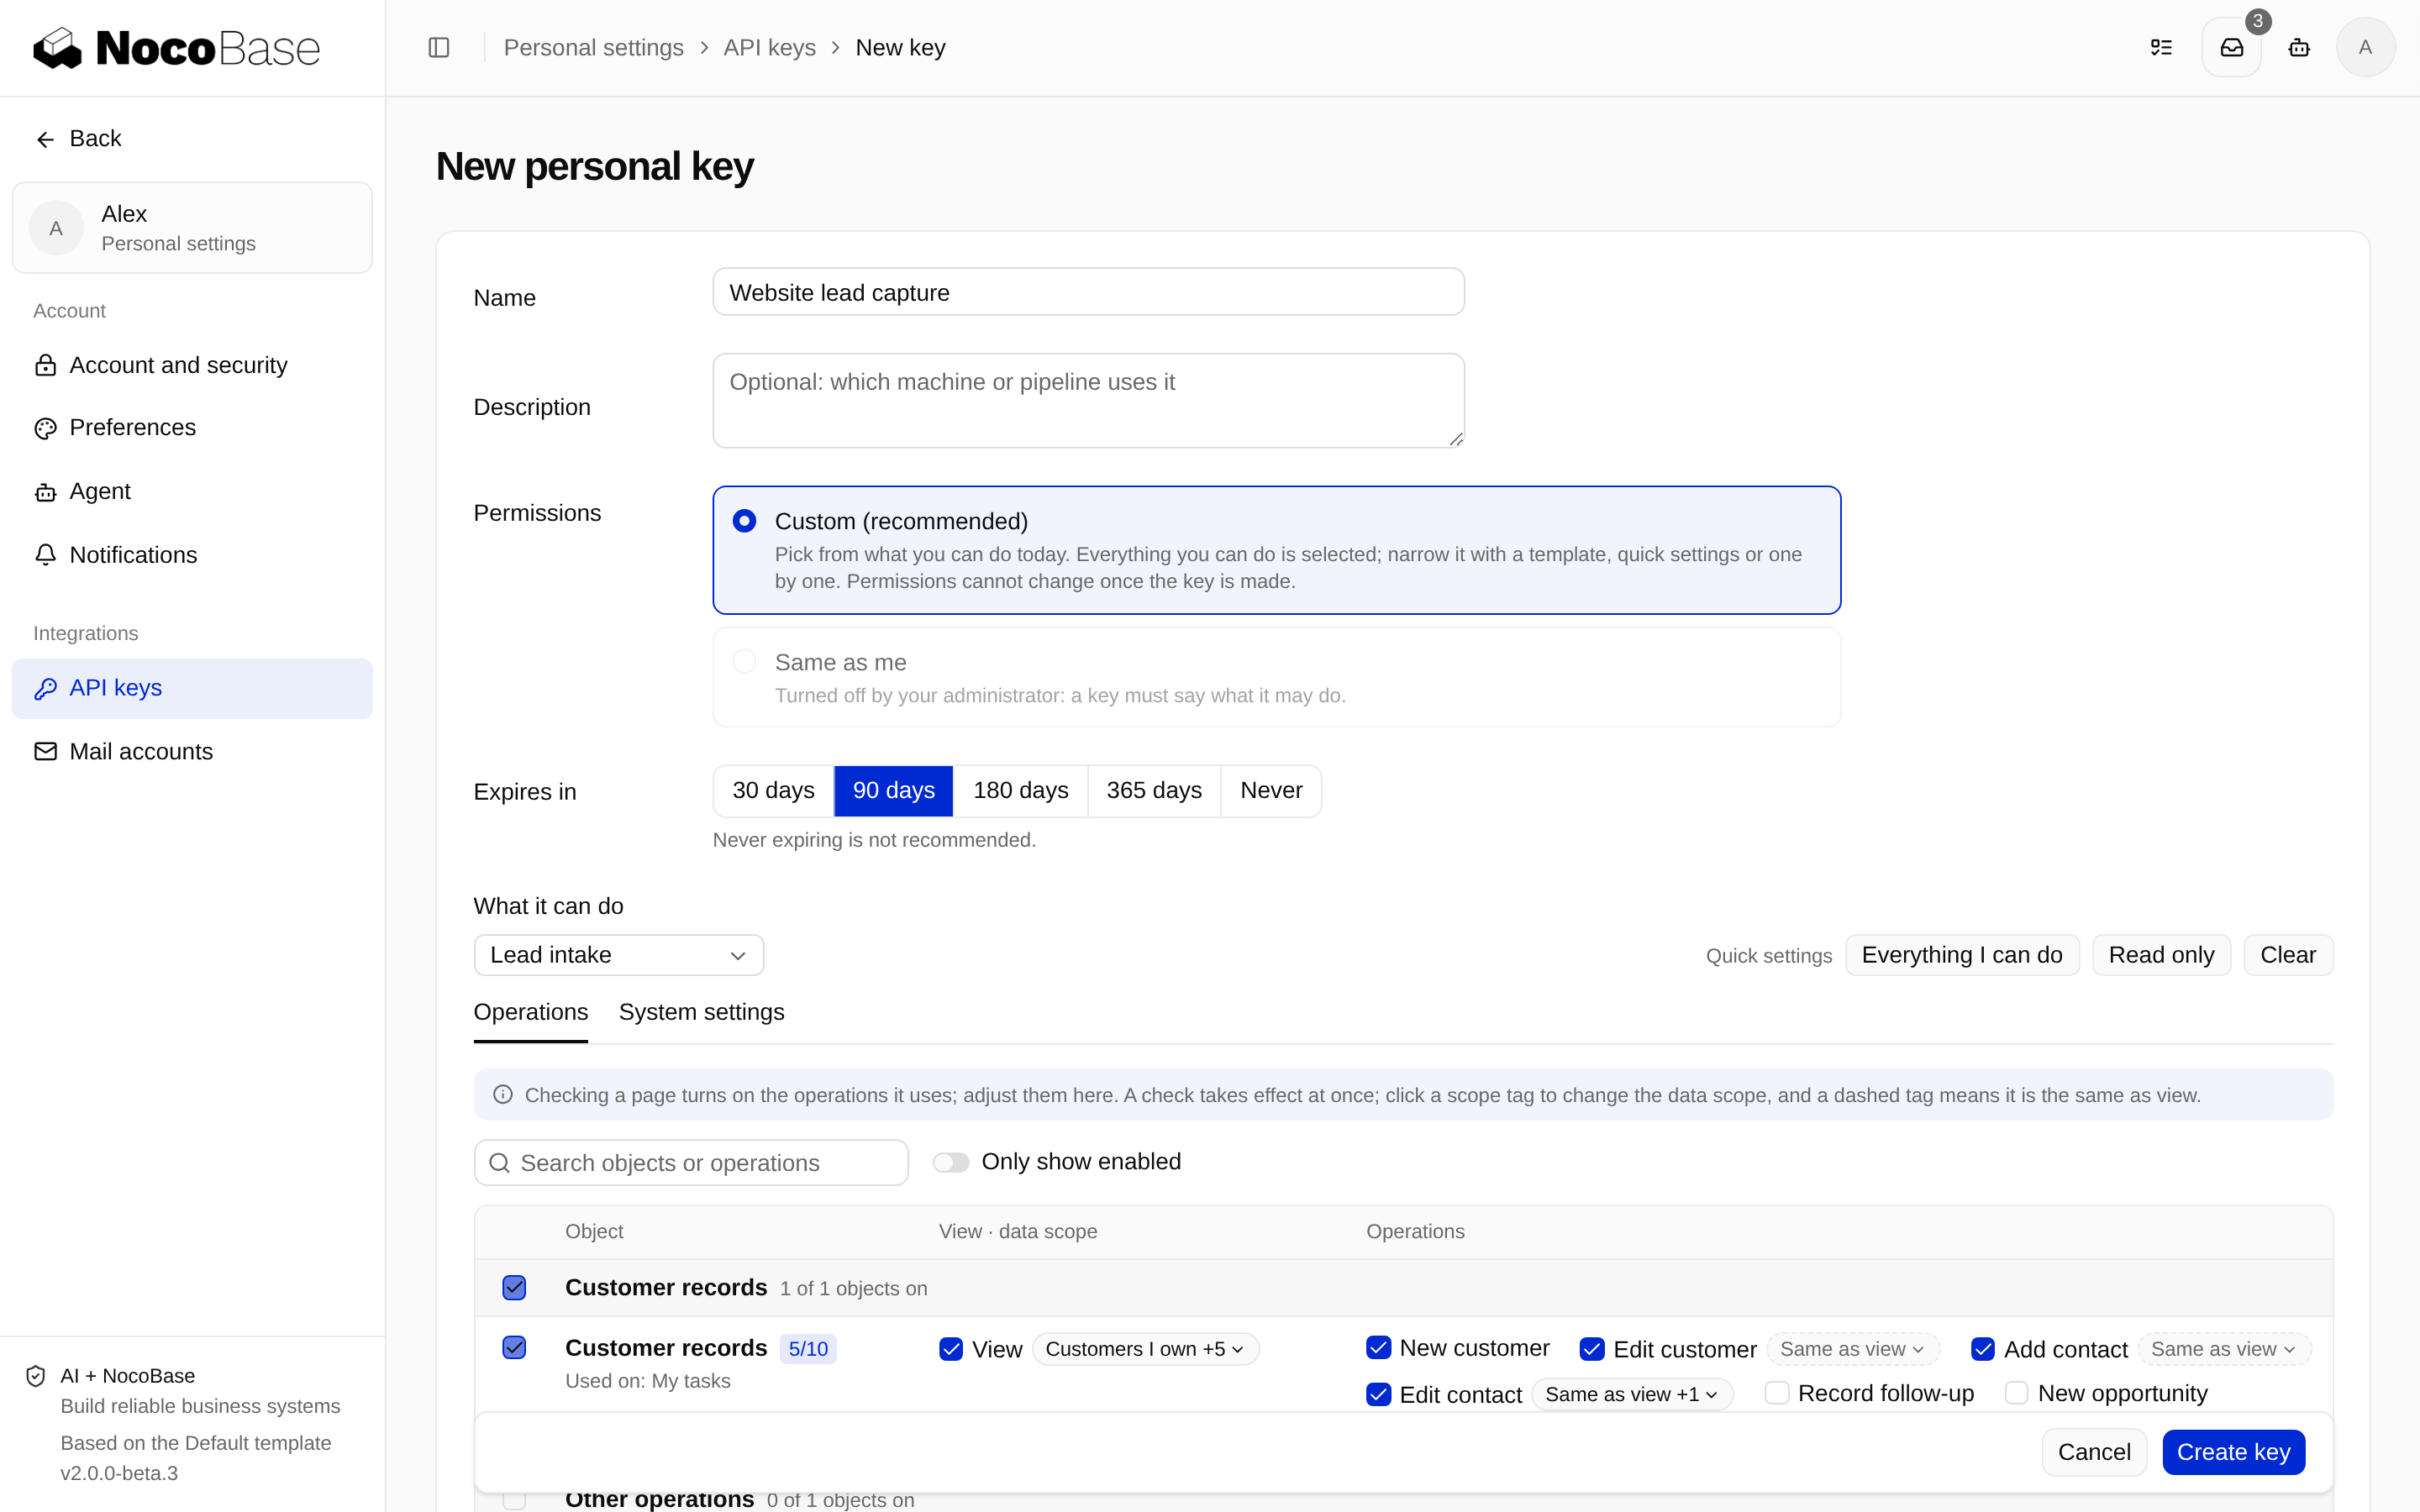 NocoBase
Personal settings > API keys > New key
3
A
Back
A
Alex
Personal settings
Account
Account and security
Preferences
Agent
Notifications
Integrations
API keys
Mail accounts
AI + NocoBase
Build reliable business systems
Based on the Default template
v2.0.0-beta.3
New personal key
Name
Website lead capture
Description
Optional: which machine or pipeline uses it
Permissions
Custom (recommended)
Pick from what you can do today. Everything you can do is selected; narrow it with a template, quick settings or one
by one. Permissions cannot change once the key is made.
Same as me
Turned off by your administrator: a key must say what it may do.
Expires in
30 days 90 days 180 days 365 days Never
Never expiring is not recommended.
What it can do
Lead intake
Quick settings Everything I can do Read only Clear
Operations System settings
Checking a page turns on the operations it uses; adjust them here. A check takes effect at once; click a scope tag to change the data scope, and a dashed tag means it is the same as view.
Search objects or operations Only show enabled
Object View · data scope Operations
Customer records 1 of 1 objects on
Customer records 5/10 View Customers I own +5 New customer Edit customer Same as view Add contact Same as view
Used on: My tasks
Edit contact Same as view +1 Record follow-up New opportunity
Cancel Create key
Other operations 0 of 1 objects on